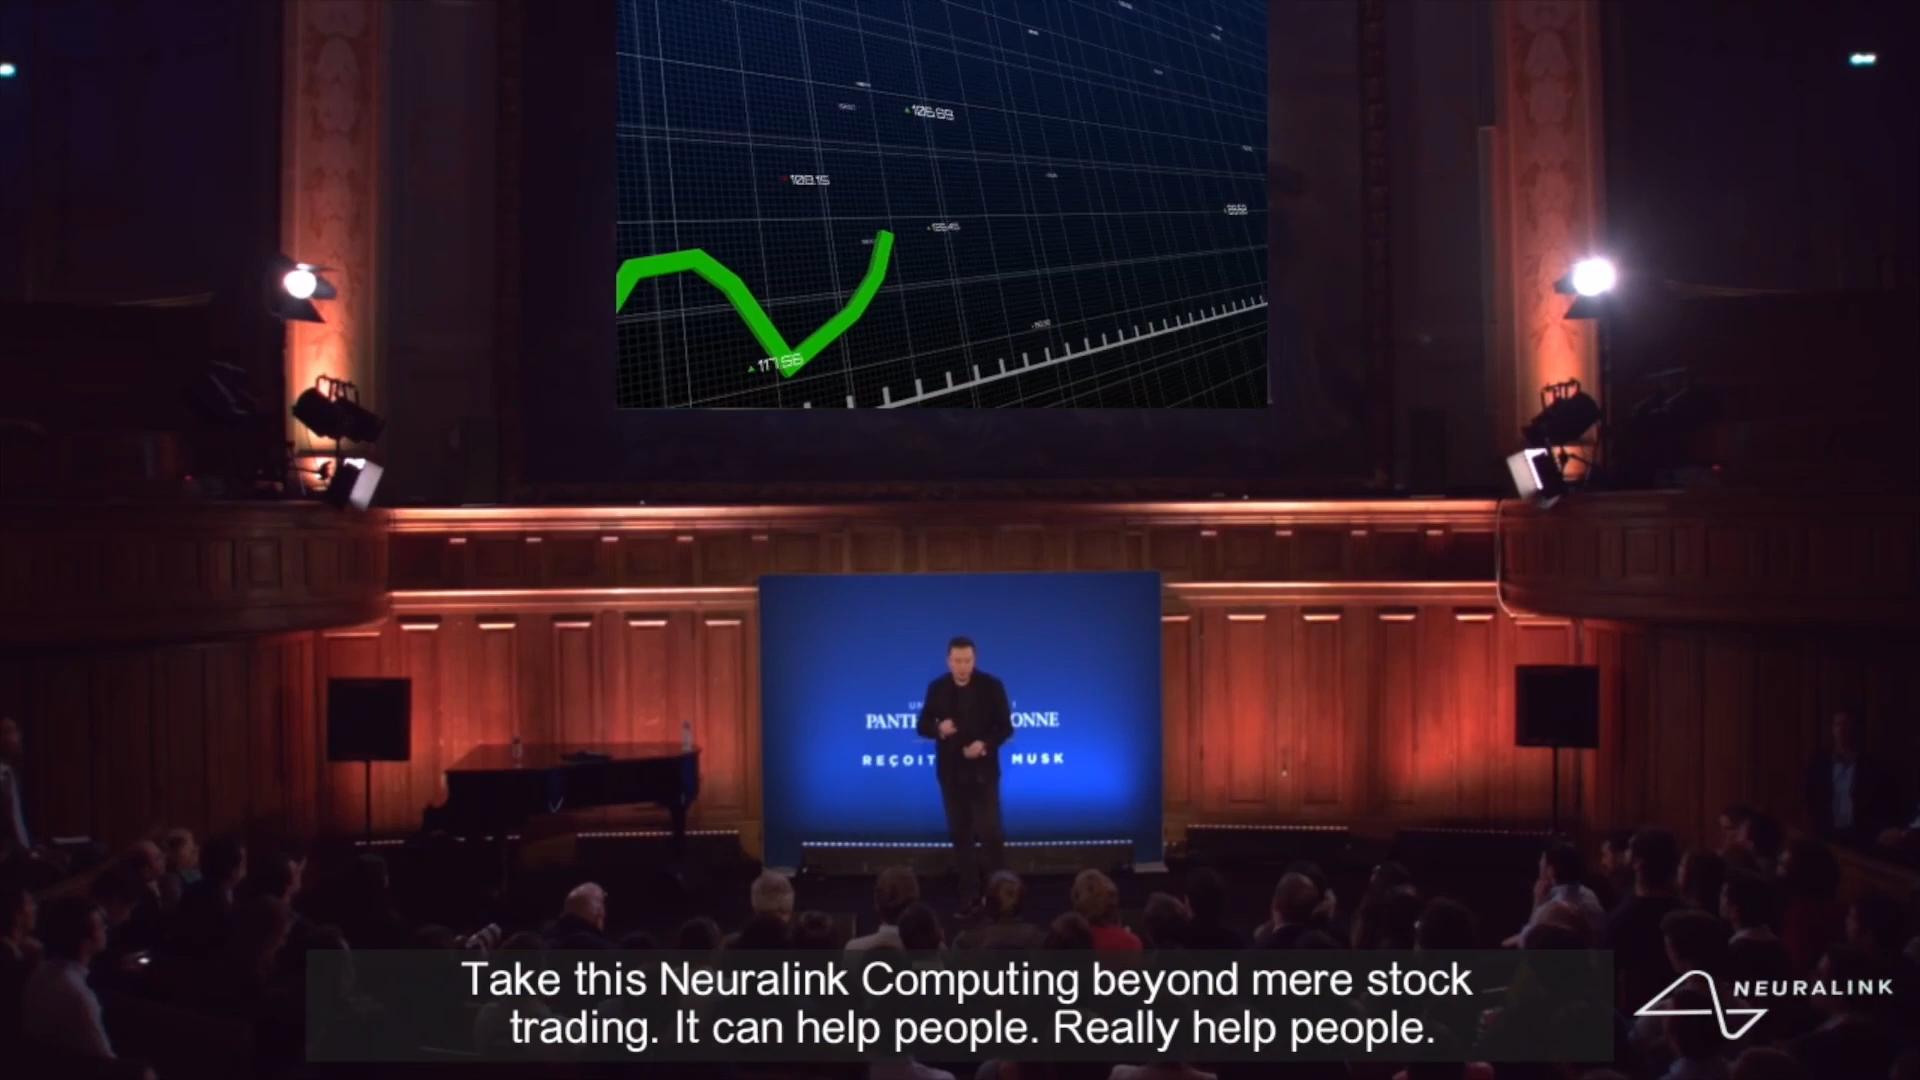 106.69
108.15
117.56
PANTH ONNE
REÇOIT MUSK
Take this Neuralink Computing beyond mere stock
trading. It can help people. Really help people.
NEURALINK